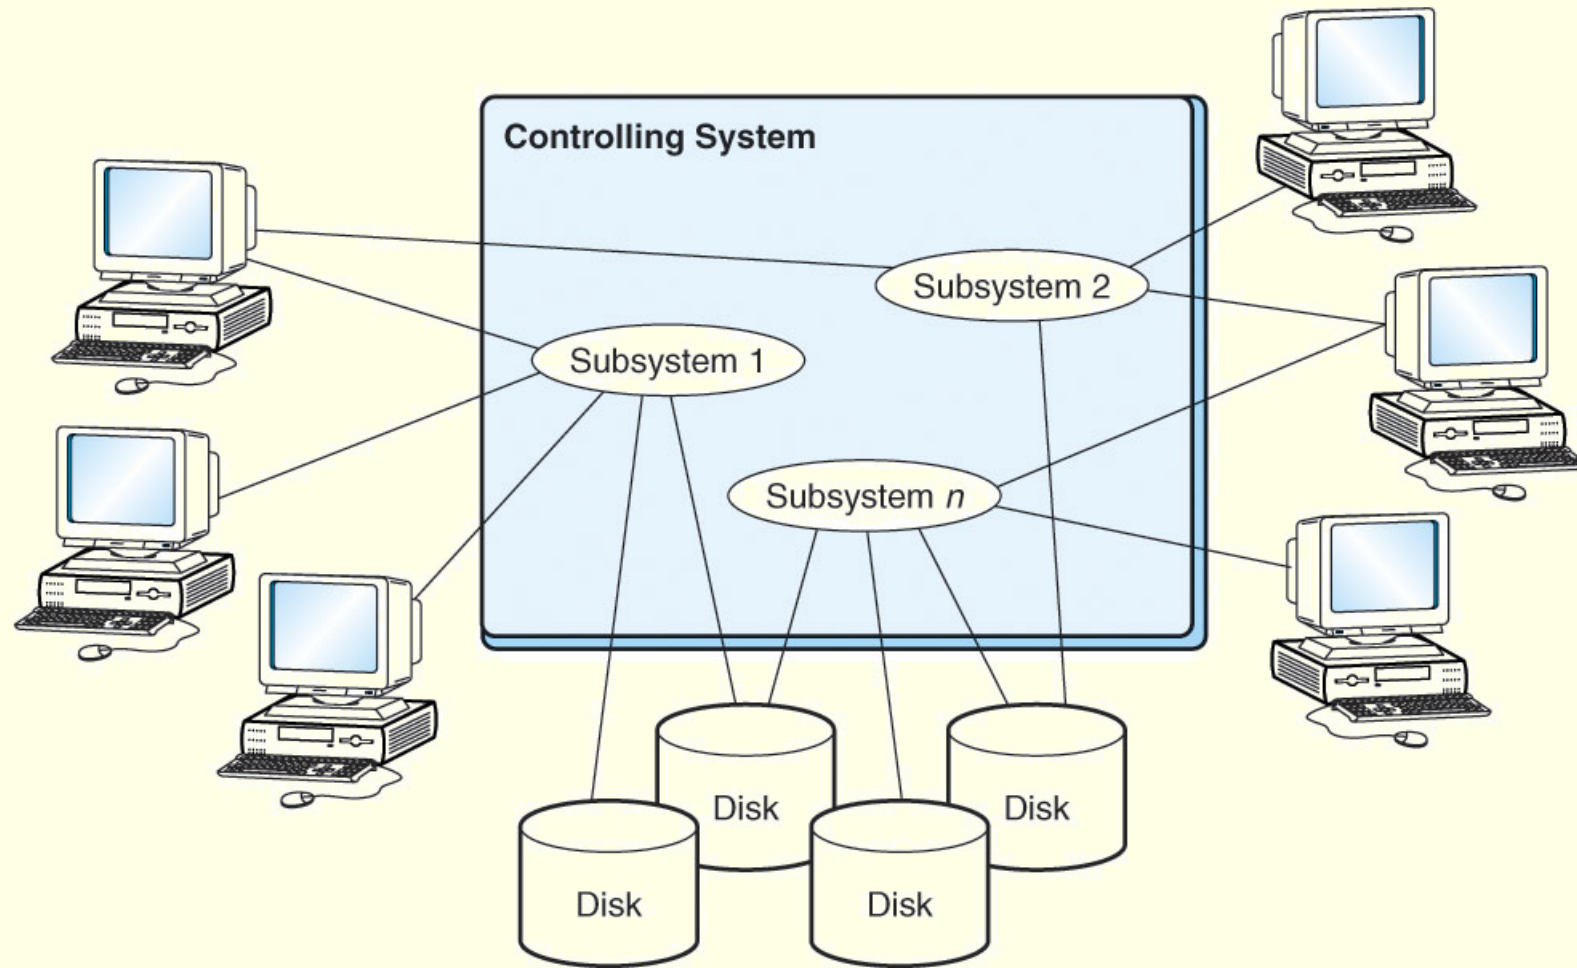 Controlling System
Subsystem 2
Subsystem 1
Subsystem n
Disk
Disk
Disk
Disk